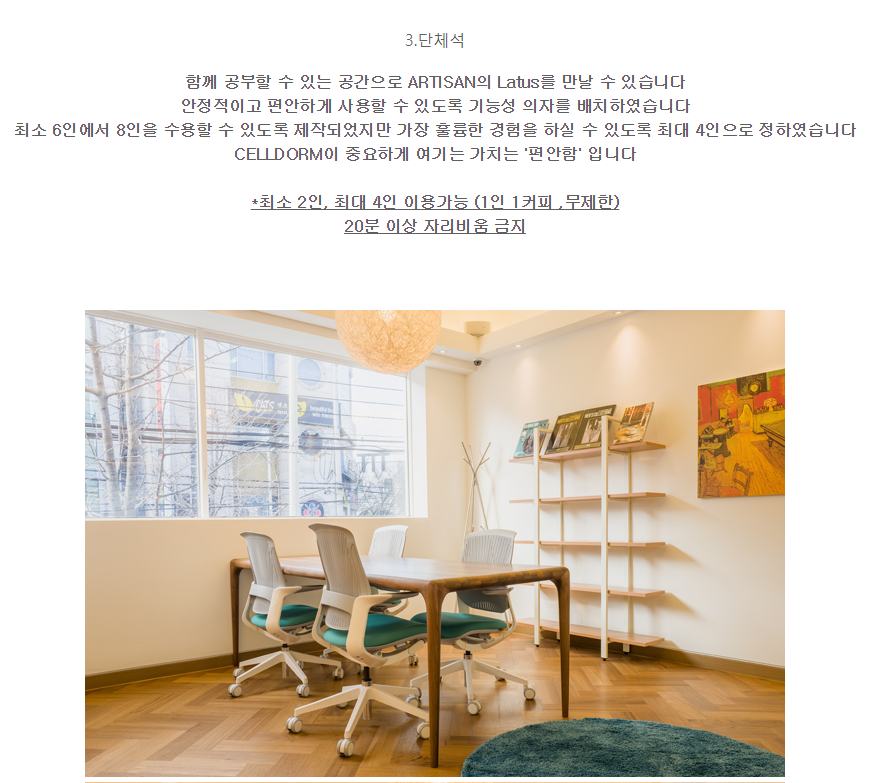 3.단체석
함께 공부할 수 있는 공간으로 ARTISAN의 Latus를 만날 수 있습니다
안정적이고 편안하게 사용할 수 있도록 기능성 의자를 배치하였습니다
최소 6인에서 8인을 수용할 수 있도록 제작되었지만 가장 훌륭한 경험을 하실 수 있도록 최대 4인으로 정하였습니다
CELLDORM이 중요하게 여기는 가치는 '편안함' 입니다
*최소 2인, 최대 4인 이용가능 (1인 1커피 ,무제한)
20분 이상 자리비움 금지